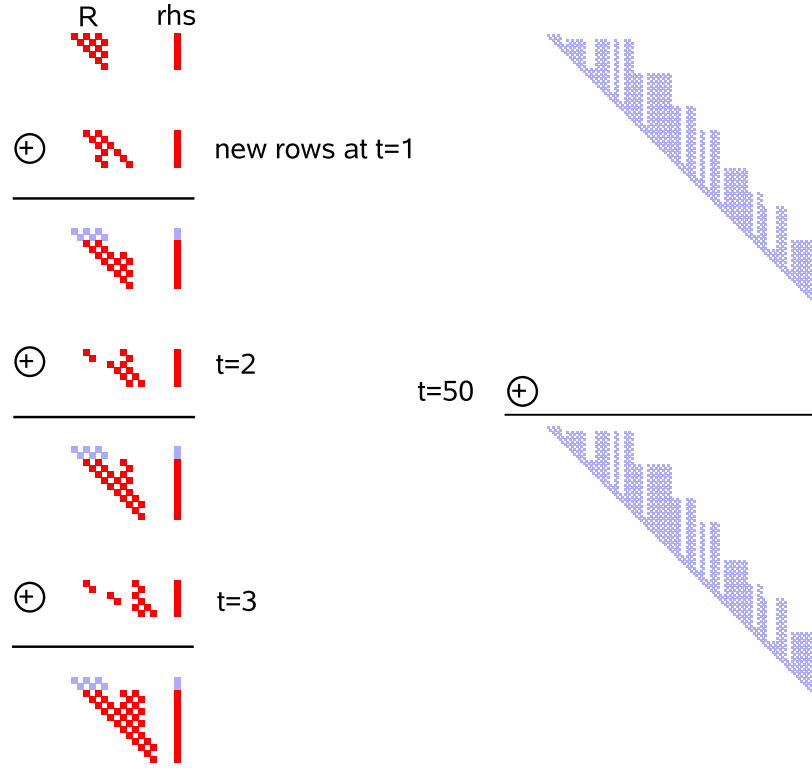 R rhs
+ new rows at t=1
+ t=2
t=50 +
+ t=3